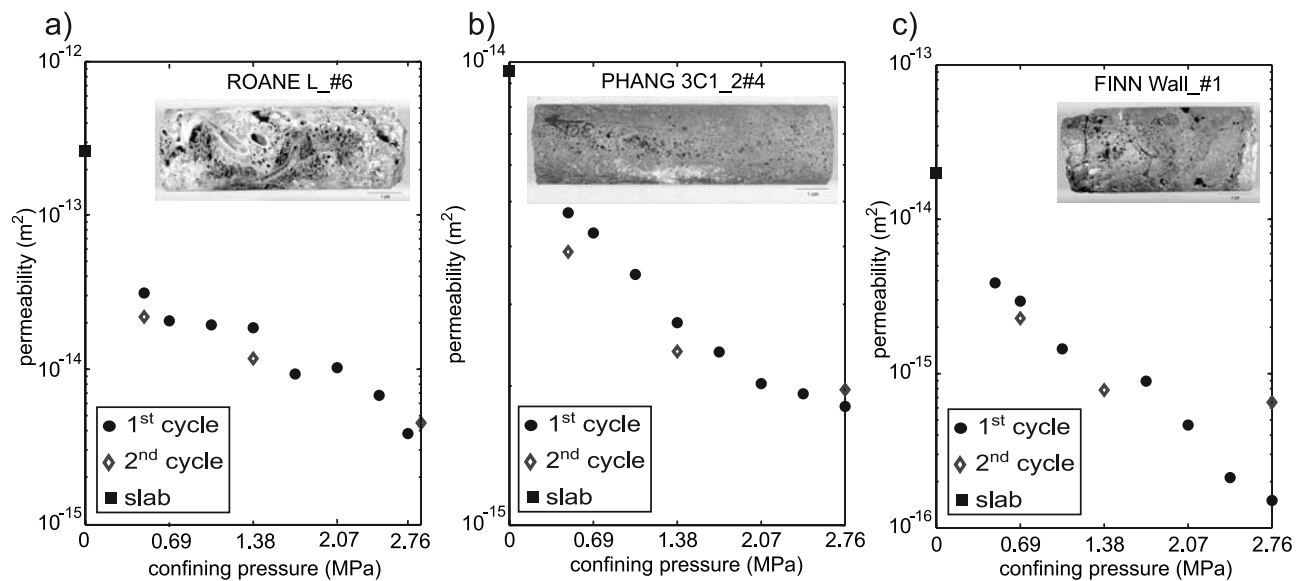 a)
ROANE L_#6
10⁻¹²
10⁻¹³
10⁻¹⁴
10⁻¹⁵
permeability (m²)
1st cycle
2nd cycle
slab
0 0.69 1.38 2.07 2.76
confining pressure (MPa)
b)
PHANG 3C1_2#4
10⁻¹⁴
10⁻¹⁵
permeability (m²)
1st cycle
2nd cycle
slab
0 0.69 1.38 2.07 2.76
confining pressure (MPa)
c)
FINN Wall_#1
10⁻¹³
10⁻¹⁴
10⁻¹⁵
10⁻¹⁶
permeability (m²)
1st cycle
2nd cycle
slab
0 0.69 1.38 2.07 2.76
confining pressure (MPa)